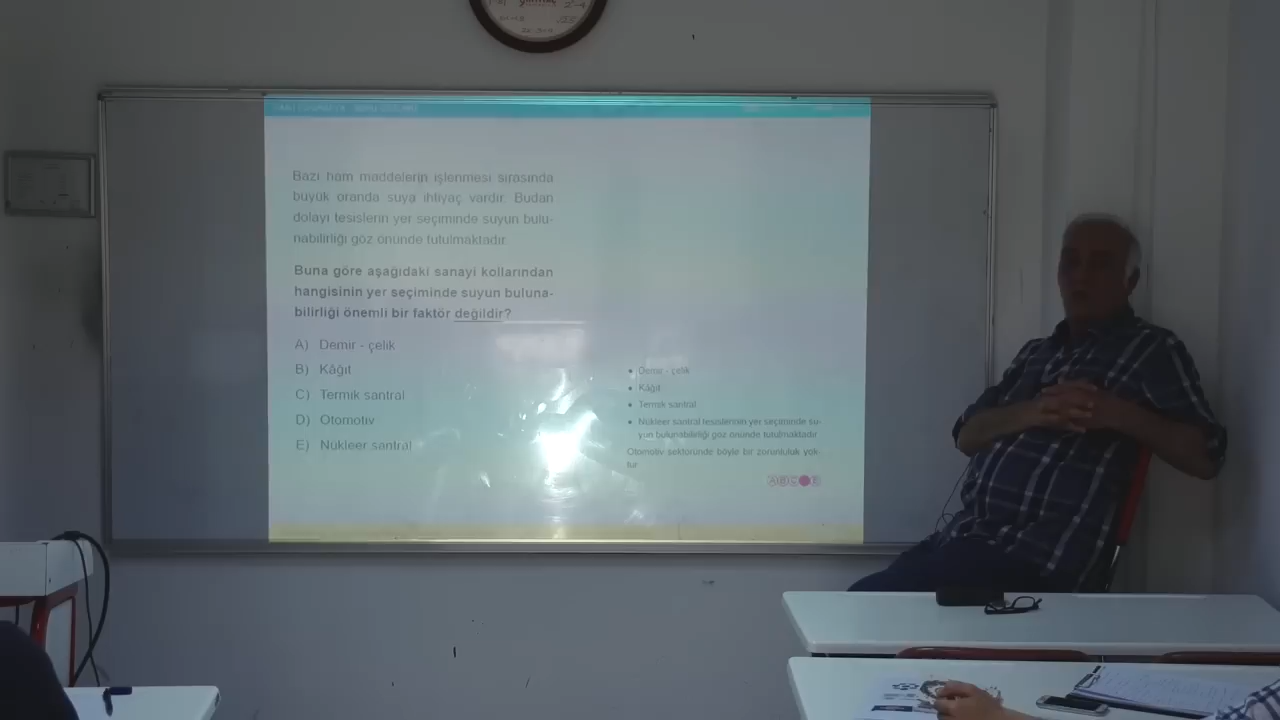 Bazı ham maddelerin işlenmesi sırasında
büyük oranda suya ihtiyaç vardır. Budan
dolayı tesislerin yer seçiminde suyun bulu-
nabilirliği göz önünde tutulmaktadır.
Buna göre aşağıdaki sanayi kollarından
hangisinin yer seçiminde suyun buluna-
bilirliği önemli bir faktör değildir?
A) Demir - çelik
B) Kâğıt
C) Termik santral
D) Otomotiv
E) Nükleer santral
• Demir - çelik
• Kâğıt
• Termik santral
• Nükleer santral tesislerinin yer seçiminde su-
yun bulunabilirliği göz önünde tutulmaktadır.
Otomotiv sektöründe böyle bir zorunluluk yok-
tur.
A B C E